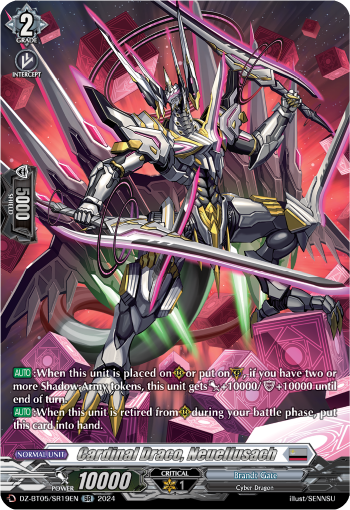 2
GRADE
INTERCEPT
5000
SHIELD
AUTO:When this unit is placed on R or put on G, if you have two or
more Shadow Army tokens, this unit gets +10000/ +10000 until
end of turn.
AUTO:When this unit is retired from R during your battle phase, put
this card into hand.
NORMAL UNIT
Cardinal Draco,
Brandt Gate
POWER
10000
CRITICAL
1
Cyber Dragon
DZ-BT05/SR19EN SR 2024
illust/SENNSU